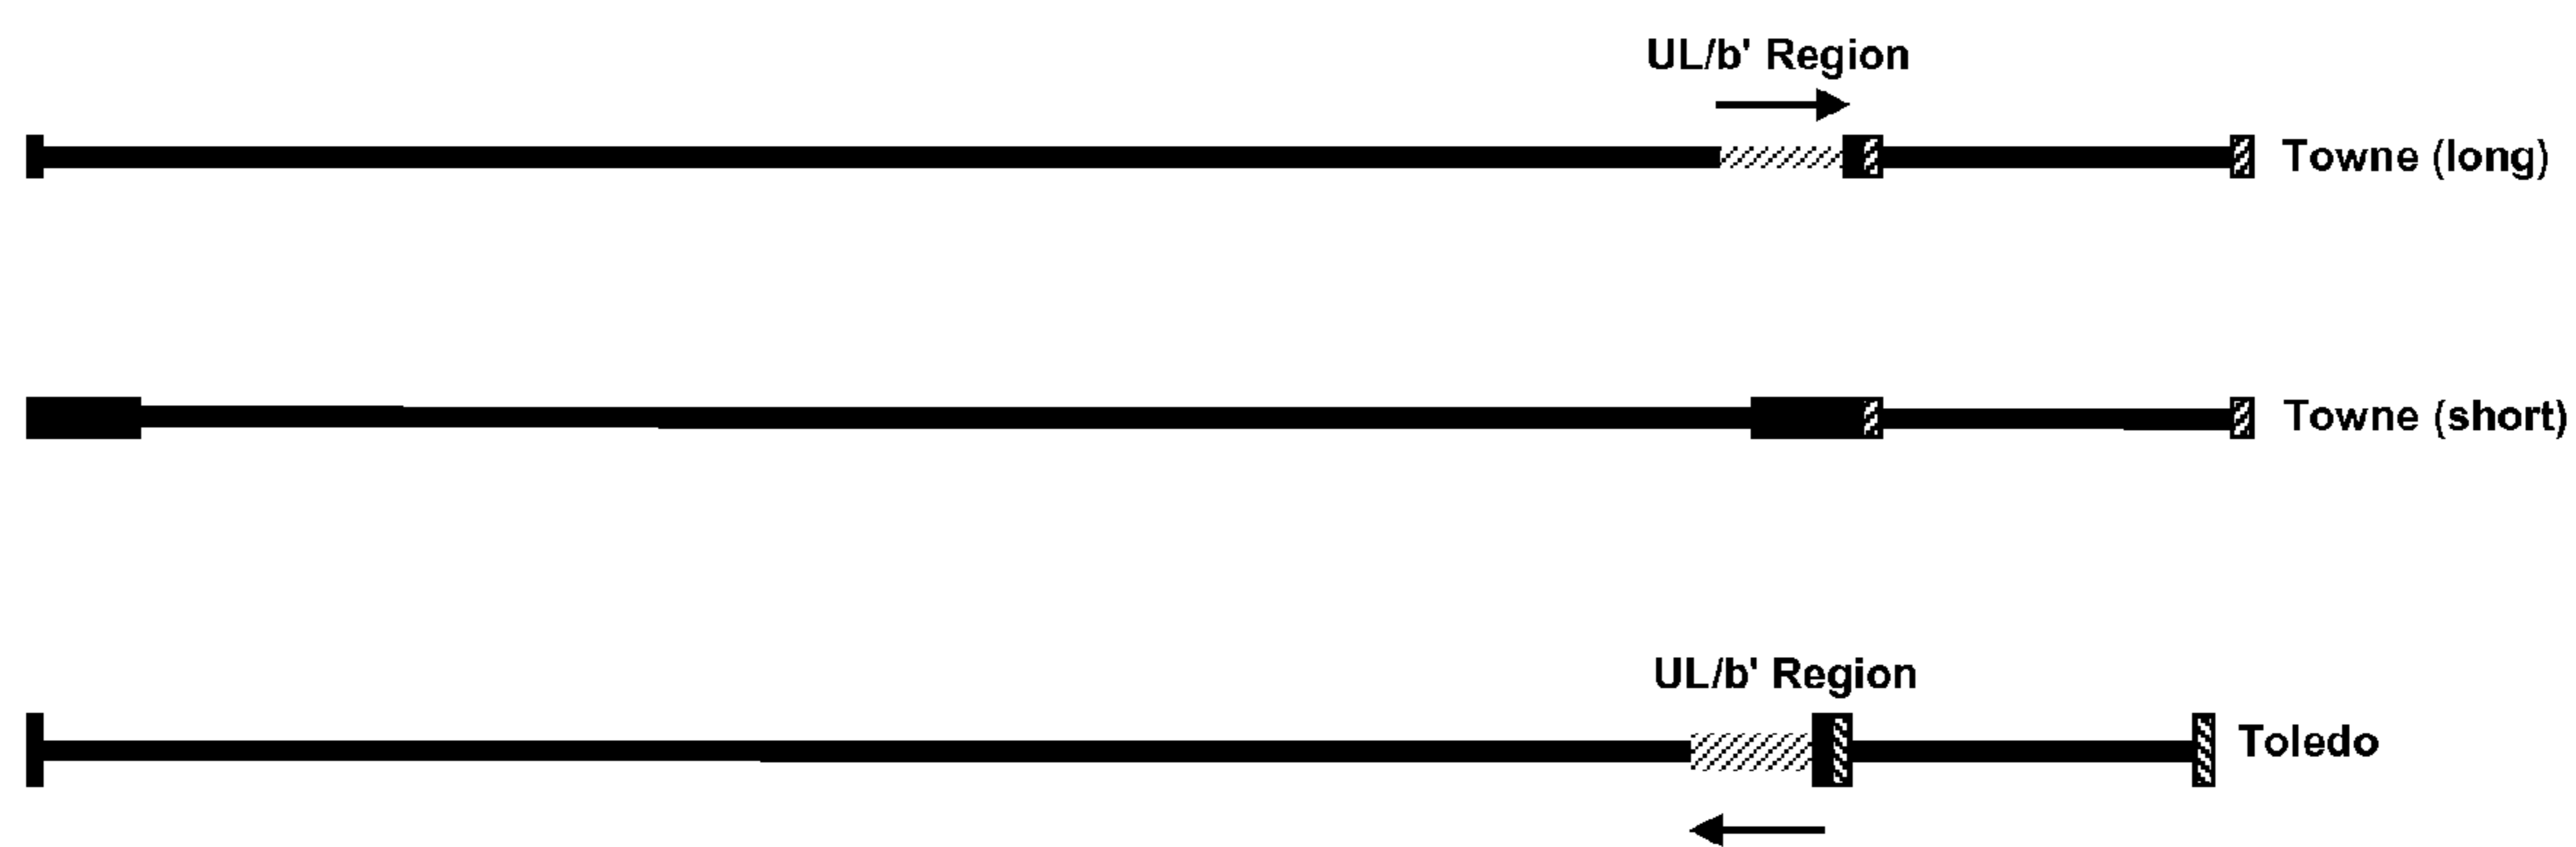 UL/b' Region
Towne (long)
Towne (short)
UL/b' Region
Toledo